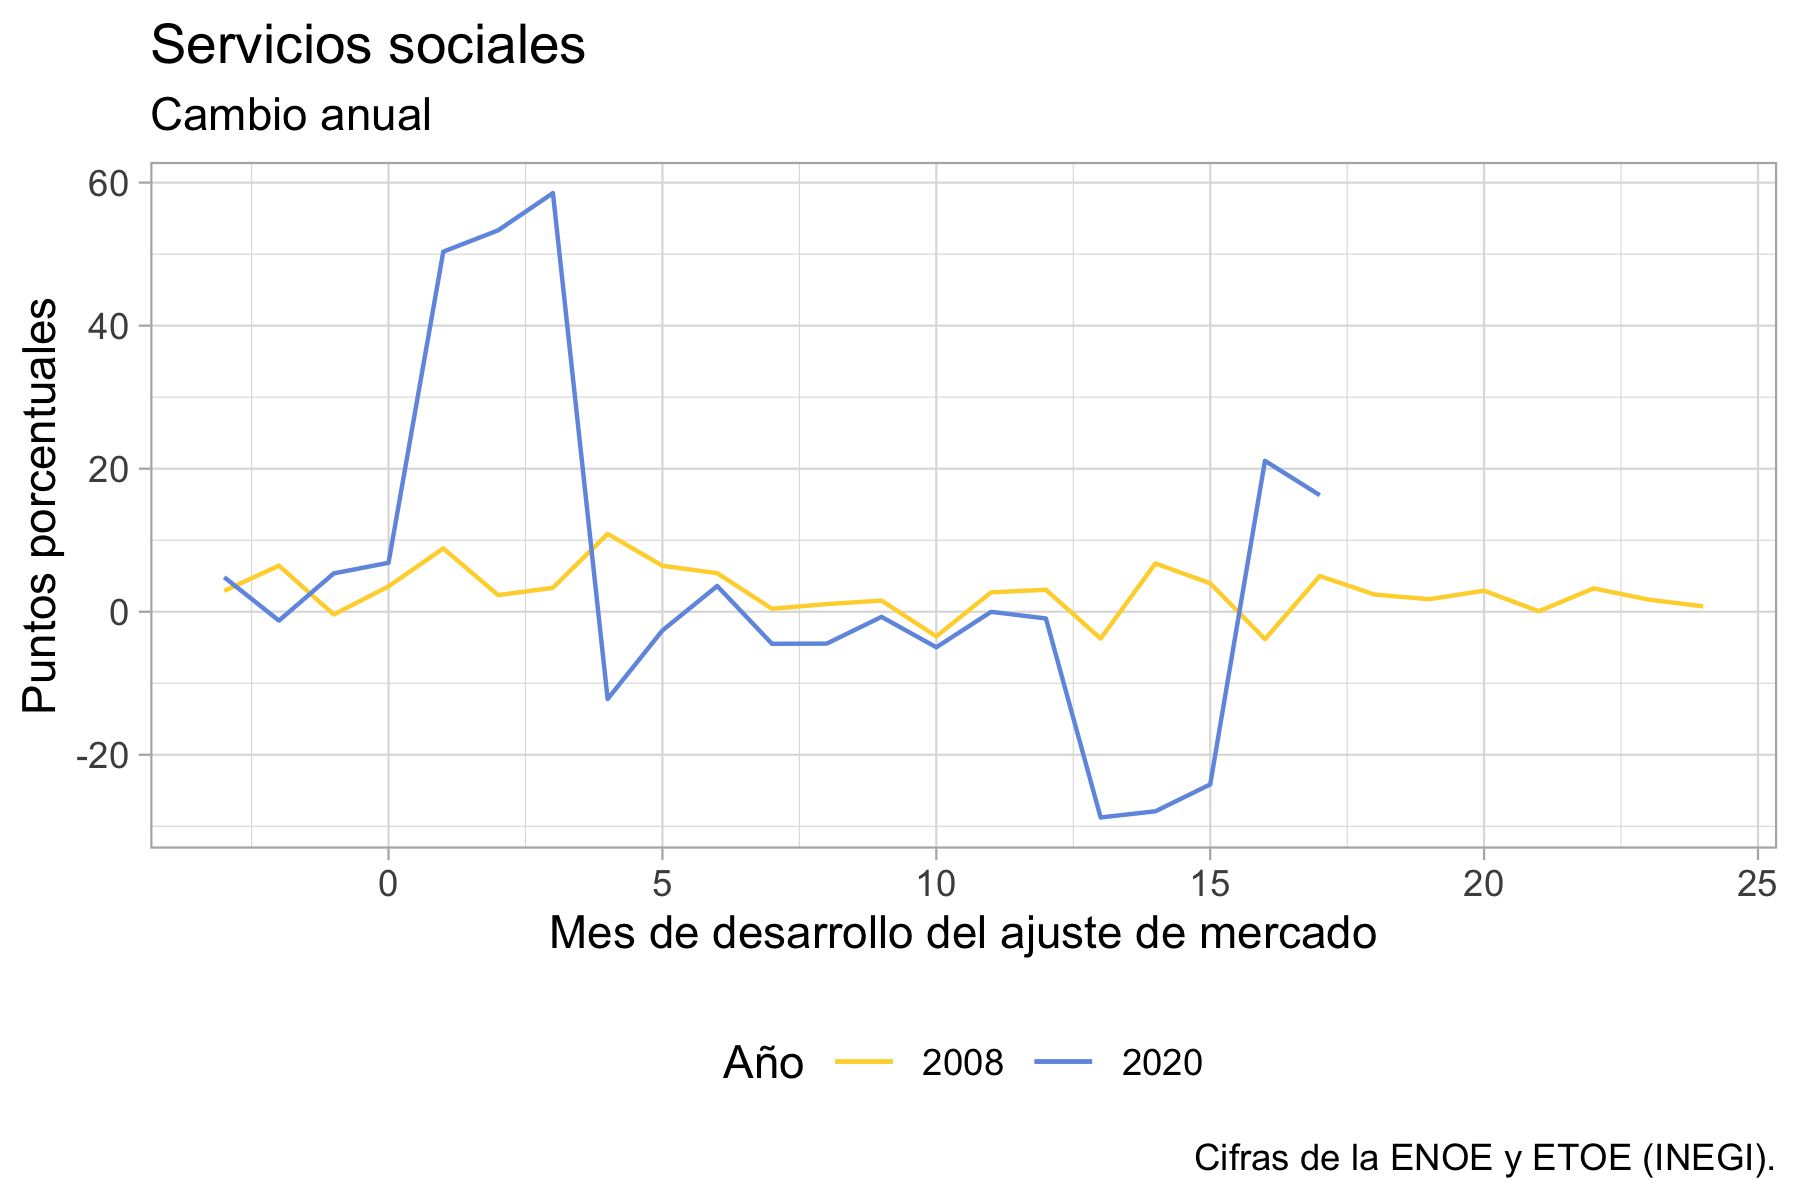 Servicios sociales
Cambio anual
Puntos porcentuales
60
40
20
0
-20
0 5 10 15 20 25
Mes de desarrollo del ajuste de mercado
Año 2008 2020
Cifras de la ENOE y ETOE (INEGI).